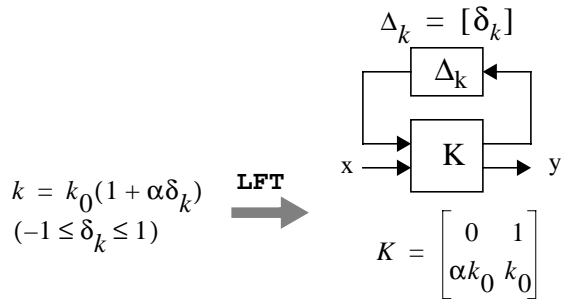 Δ_k = [δ_k]
Δ_k
x K y
k = k_0(1 + αδ_k)
(–1 ≤ δ_k ≤ 1)
LFT
K = [0 1
αk_0 k_0]